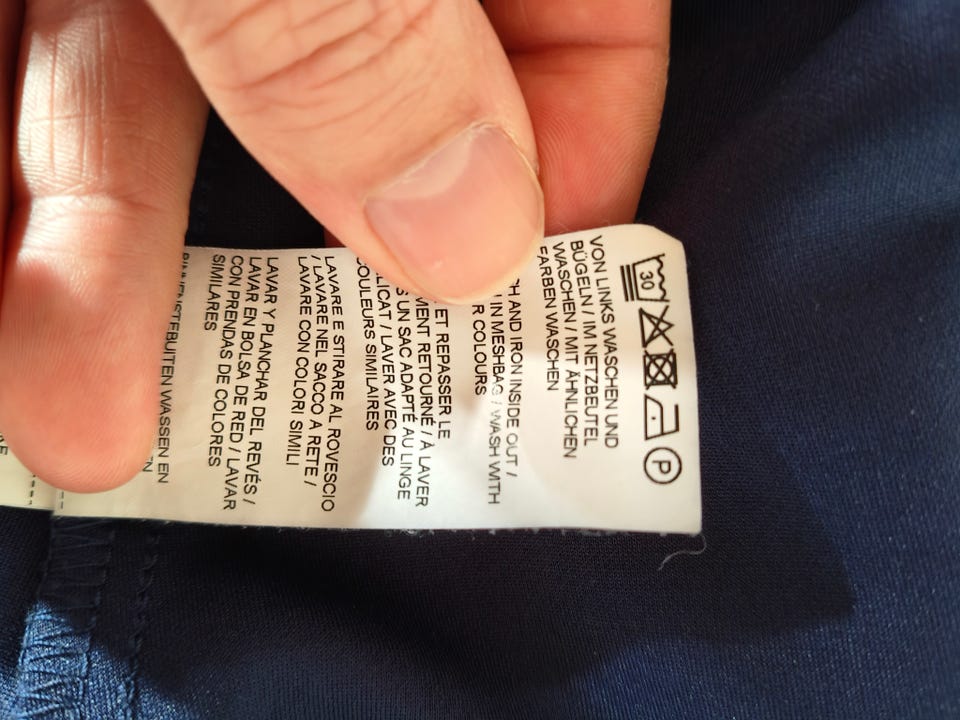 30 P
VON LINKS WASCHEN UND
BÜGELN / IM NETZBEUTEL
WASCHEN / MIT ÄHNLICHEN
FARBEN WASCHEN
AND IRON INSIDE OUT /
IN MESHBAG / WASH WITH
COLOURS
ET REPASSER LE
RETOURNÉ / À LAVER
UN SAC ADAPTÉ AU LINGE
/ LAVER AVEC DES
COULEURS SIMILAIRES
LAVARE E STIRARE AL ROVESCIO
/ LAVARE NEL SACCO A RETE /
LAVARE CON COLORI SIMILI
LAVAR Y PLANCHAR DEL REVÉS /
LAVAR EN BOLSA DE RED / LAVAR
CON PRENDAS DE COLORES
SIMILARES
BINNENSTEBUITEN WASSEN EN